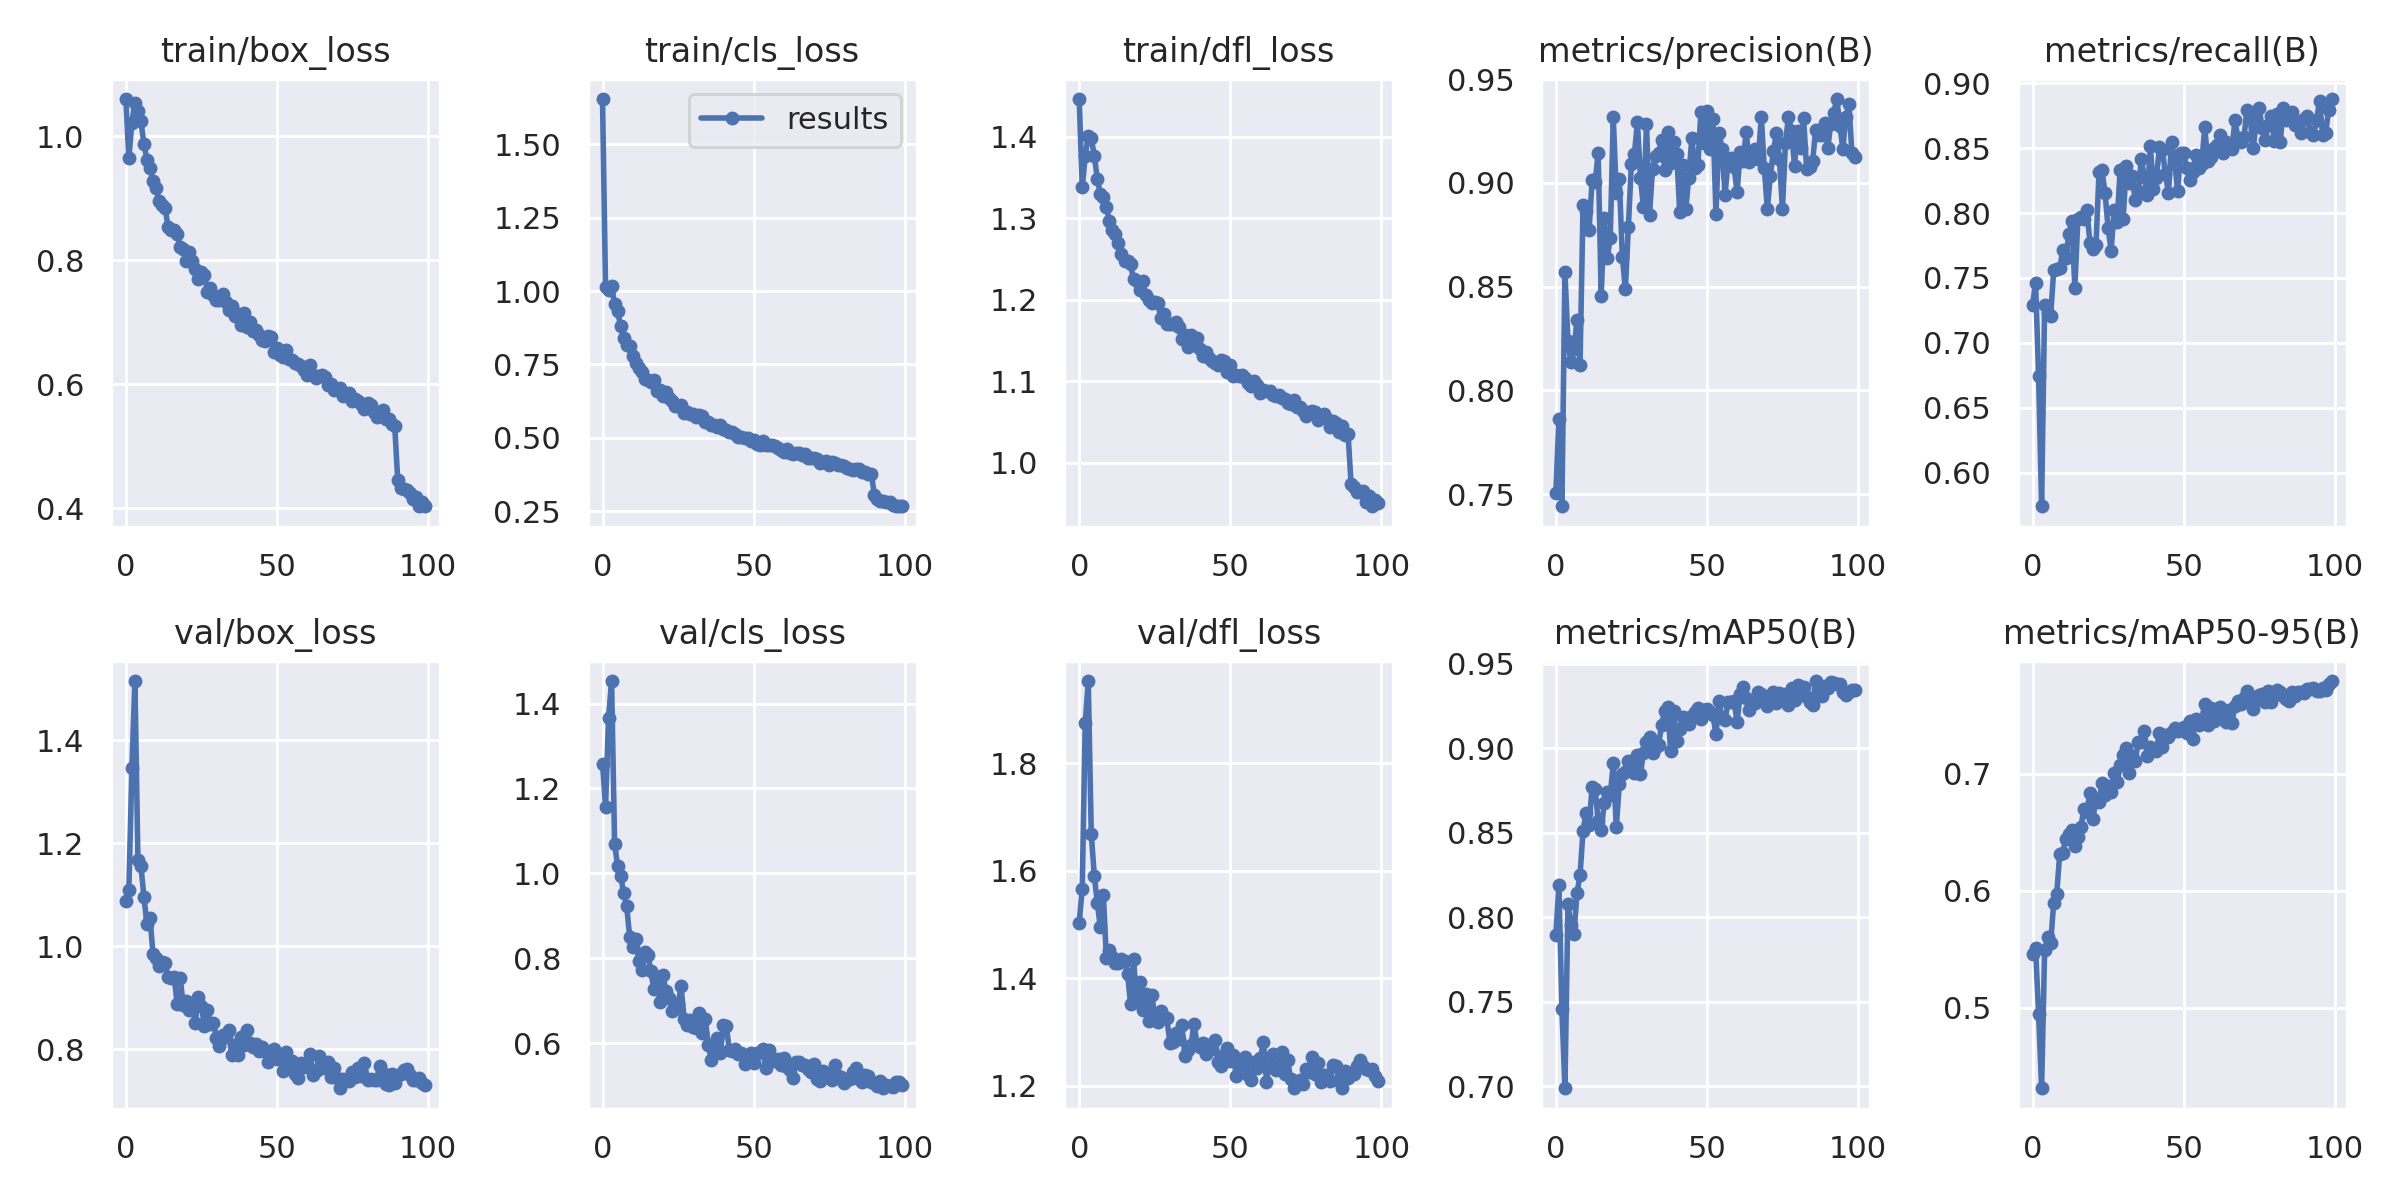 train/box_loss
1.0
0.8
0.6
0.4
0 50 100
train/cls_loss
results
1.50
1.25
1.00
0.75
0.50
0.25
0 50 100
train/dfl_loss
1.4
1.3
1.2
1.1
1.0
0 50 100
metrics/precision(B)
0.95
0.90
0.85
0.80
0.75
0 50 100
metrics/recall(B)
0.90
0.85
0.80
0.75
0.70
0.65
0.60
0 50 100
val/box_loss
1.4
1.2
1.0
0.8
0 50 100
val/cls_loss
1.4
1.2
1.0
0.8
0.6
0 50 100
val/dfl_loss
1.8
1.6
1.4
1.2
0 50 100
metrics/mAP50(B)
0.95
0.90
0.85
0.80
0.75
0.70
0 50 100
metrics/mAP50-95(B)
0.7
0.6
0.5
0 50 100